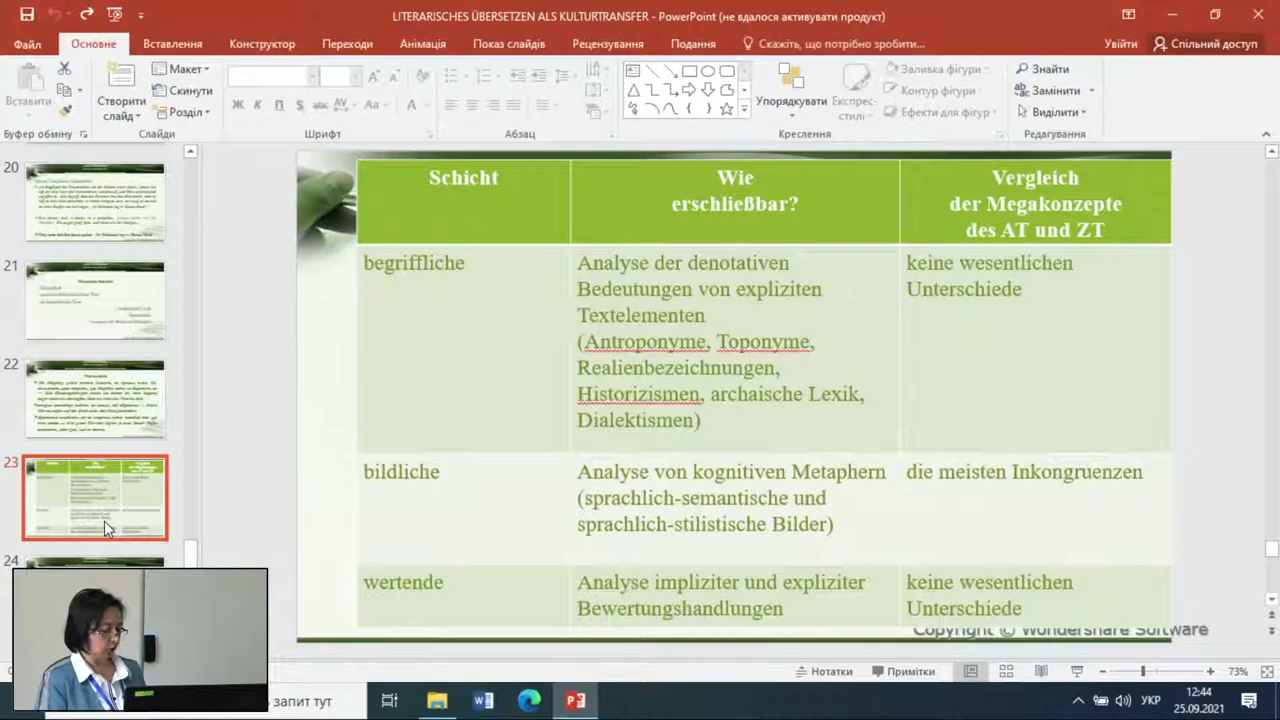 LITERARISCHES ÜBERSETZEN ALS KULTURTRANSFER - PowerPoint (не вдалося активувати продукт)
Файл Основне Вставлення Конструктор Переходи Анімація Показ слайдів Рецензування Подання Скажіть, що потрібно зробити... Увійти Спільний доступ
Вставити
Створити слайд
Макет
Скинути
Розділ
Ж К П S abc AV Aa A
Упорядкувати
Експрес-стилі
Заливка фігури
Контур фігури
Ефекти для фігур
Знайти
Замінити
Виділити
Буфер обміну Слайди Шрифт Абзац Креслення Редагування
20
21
22
23
24
Schicht
Wie
erschließbar?
Vergleich
der Megakonzepte
des AT und ZT
begriffliche
Analyse der denotativen
Bedeutungen von expliziten
Textelementen
(Antroponyme, Toponyme,
Realienbezeichnungen,
Historizismen, archaische Lexik,
Dialektismen)
keine wesentlichen
Unterschiede
bildliche
Analyse von kognitiven Metaphern
(sprachlich-semantische und
sprachlich-stilistische Bilder)
die meisten Inkongruenzen
wertende
Analyse impliziter und expliziter
Bewertungshandlungen
keine wesentlichen
Unterschiede
Copyright © Wondershare Software
Нотатки Примітки 73%
запит тут
УКР
12:44
25.09.2021